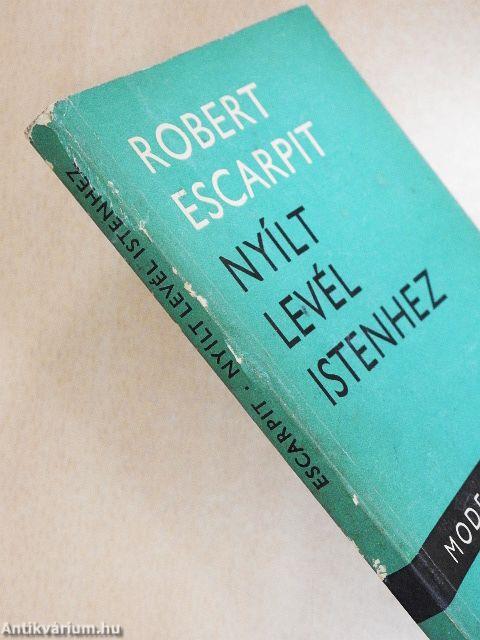 ROBERT
ESCARPIT
NYÍLT
LEVÉL
ISTENHEZ
ESCARPIT · NYÍLT LEVÉL ISTENHEZ
Antikvárium.hu